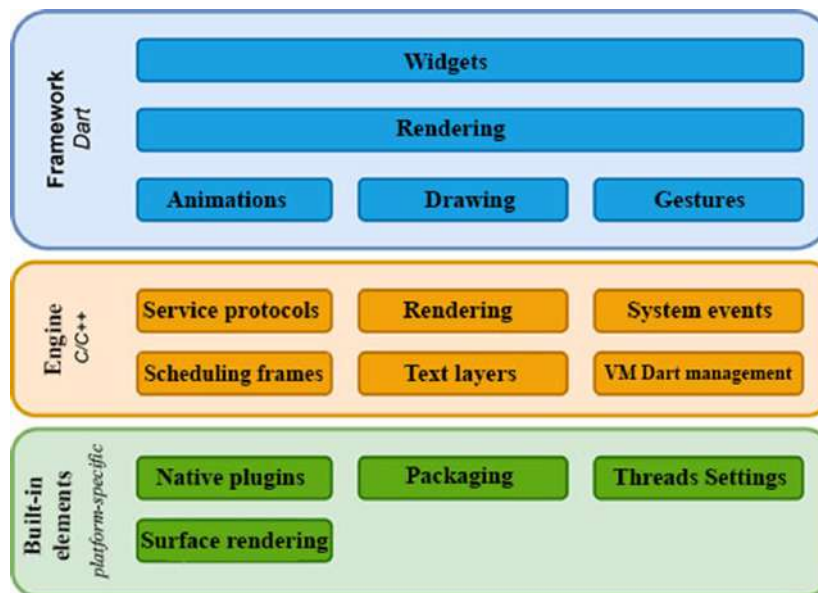 Framework
Dart
Widgets
Rendering
Animations
Drawing
Gestures
Engine
C/C++
Service protocols
Rendering
System events
Scheduling frames
Text layers
VM Dart management
Built-in
elements
platform-specific
Native plugins
Packaging
Threads Settings
Surface rendering